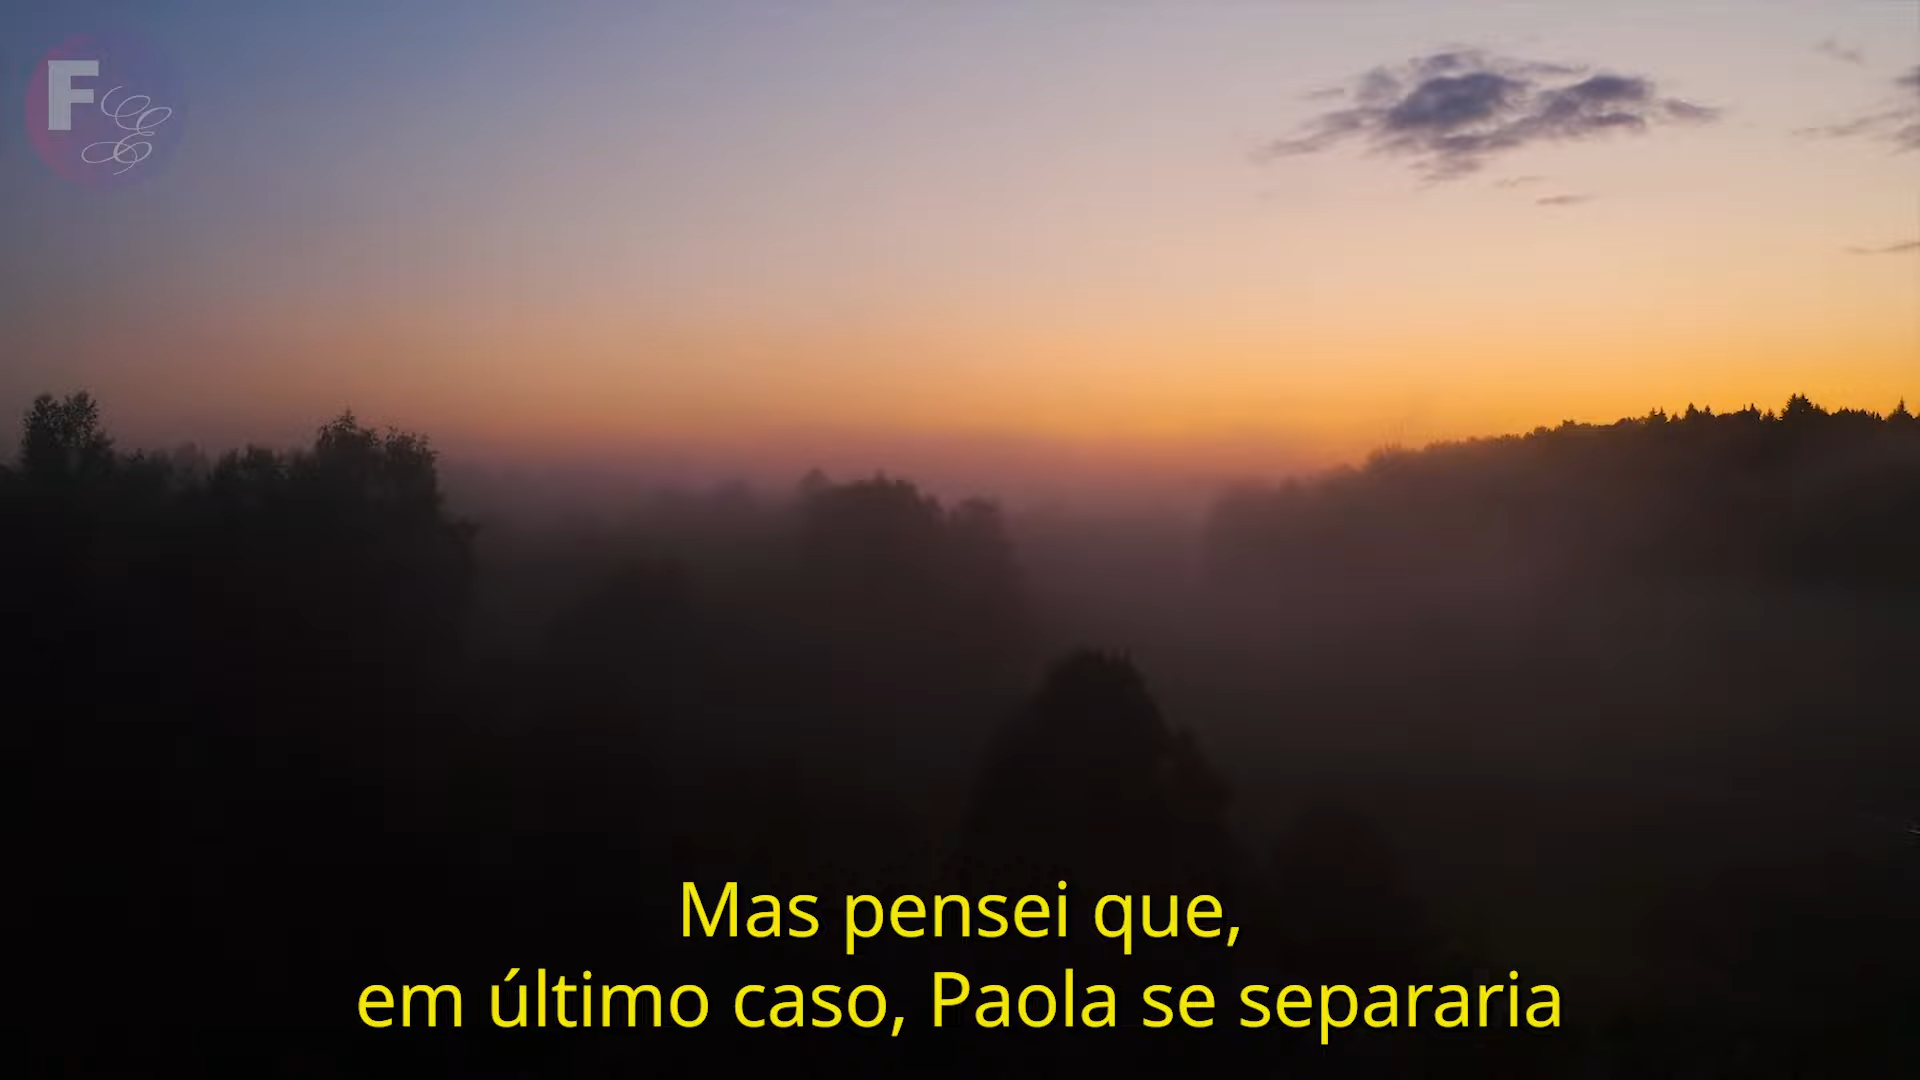 F
Mas pensei que,
em último caso, Paola se separaria